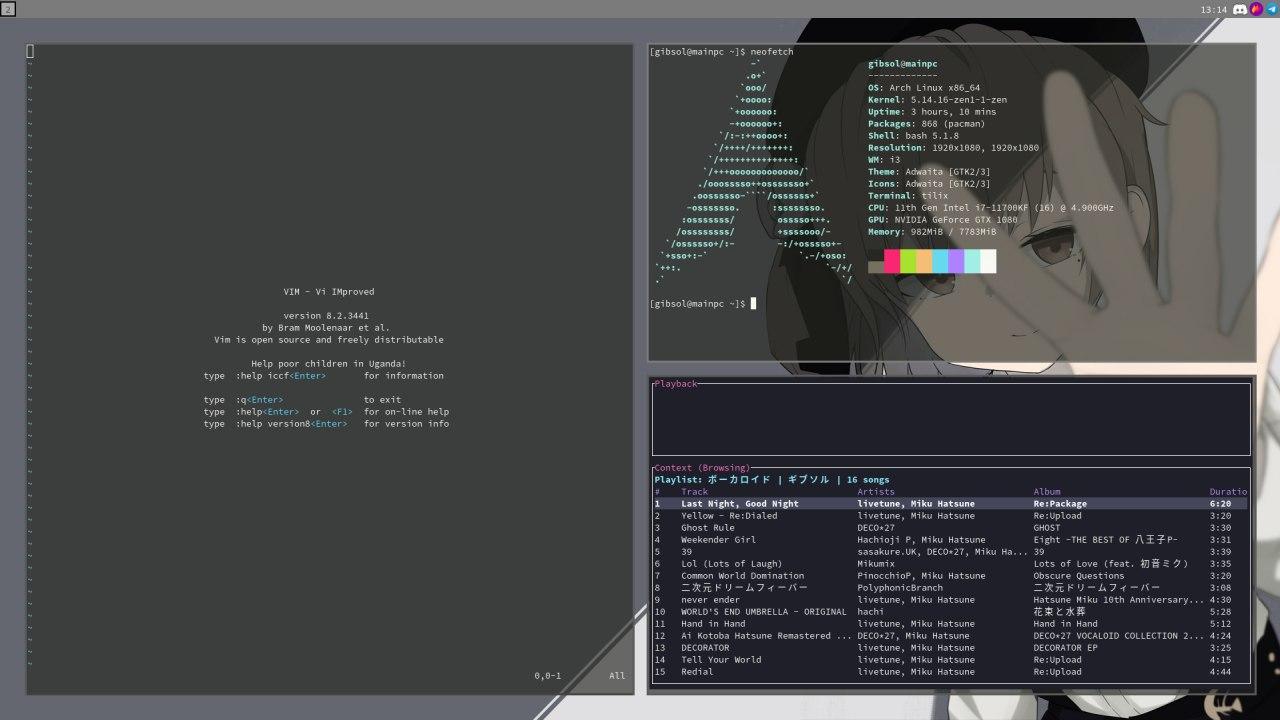 2
13:14
VIM - Vi IMproved
version 8.2.3441
by Bram Moolenaar et al.
Vim is open source and freely distributable
Help poor children in Uganda!
type  :help iccf<Enter>       for information
type  :q<Enter>               to exit
type  :help<Enter>  or  <F1>  for on-line help
type  :help version8<Enter>   for version info
0,0-1         All
[gibsol@mainpc ~]$ neofetch
gibsol@mainpc
-------------
OS: Arch Linux x86_64
Kernel: 5.14.16-zen1-1-zen
Uptime: 3 hours, 10 mins
Packages: 868 (pacman)
Shell: bash 5.1.8
Resolution: 1920x1080, 1920x1080
WM: i3
Theme: Adwaita [GTK2/3]
Icons: Adwaita [GTK2/3]
Terminal: tilix
CPU: 11th Gen Intel i7-11700KF (16) @ 4.900GHz
GPU: NVIDIA GeForce GTX 1080
Memory: 982MiB / 7783MiB
[gibsol@mainpc ~]$
Playback
Context (Browsing)
Playlist: ボーカロイド | ギブソル | 16 songs
#    Track    Artists    Album    Duratio
1    Last Night, Good Night    livetune, Miku Hatsune    Re:Package    6:20
2    Yellow - Re:Dialed    livetune, Miku Hatsune    Re:Upload    3:20
3    Ghost Rule    DECO*27    GHOST    3:30
4    Weekender Girl    Hachioji P, Miku Hatsune    Eight -THE BEST OF 八王子P-    3:31
5    39    sasakure.UK, DECO*27, Miku Ha...    39    3:39
6    Lol (Lots of Laugh)    Mikumix    Lots of Love (feat. 初音ミク)    3:35
7    Common World Domination    PinocchioP, Miku Hatsune    Obscure Questions    3:20
8    二次元ドリームフィーバー    PolyphonicBranch    二次元ドリームフィーバー    3:08
9    never ender    livetune, Miku Hatsune    Hatsune Miku 10th Anniversary...    4:30
10    WORLD'S END UMBRELLA - ORIGINAL    hachi    花束と水葬    5:28
11    Hand in Hand    livetune, Miku Hatsune    Hand in Hand    5:12
12    Ai Kotoba Hatsune Remastered ...    DECO*27, Miku Hatsune    DECO*27 VOCALOID COLLECTION 2...    4:24
13    DECORATOR    livetune, Miku Hatsune    DECORATOR EP    3:25
14    Tell Your World    livetune, Miku Hatsune    Re:Upload    4:15
15    Redial    livetune, Miku Hatsune    Re:Upload    4:44